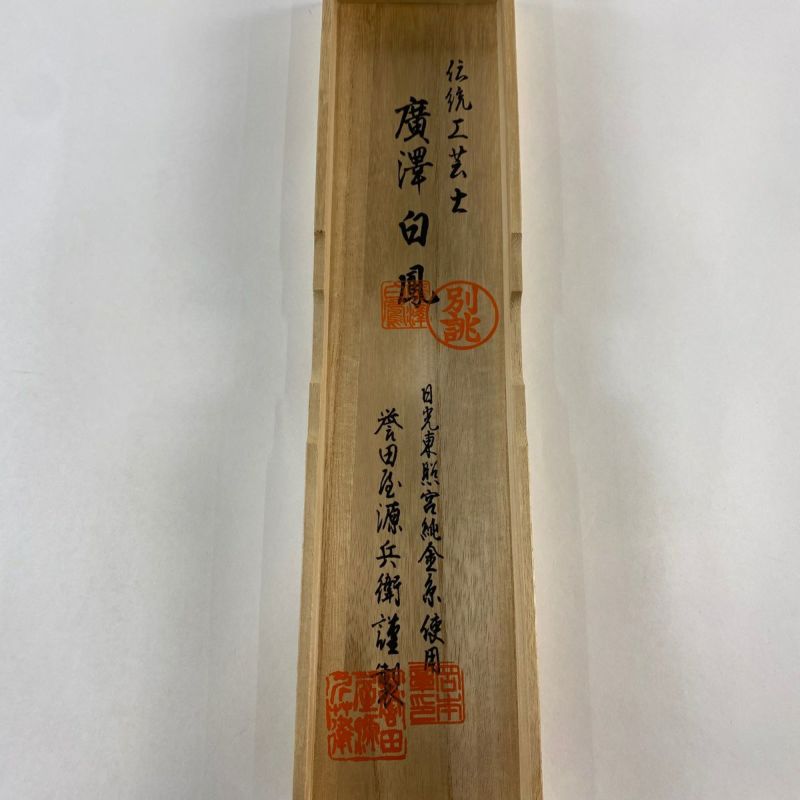 伝統工芸士
廣澤白鳳
別誂
日光東照宮純金糸使用
誉田屋源兵衛謹製